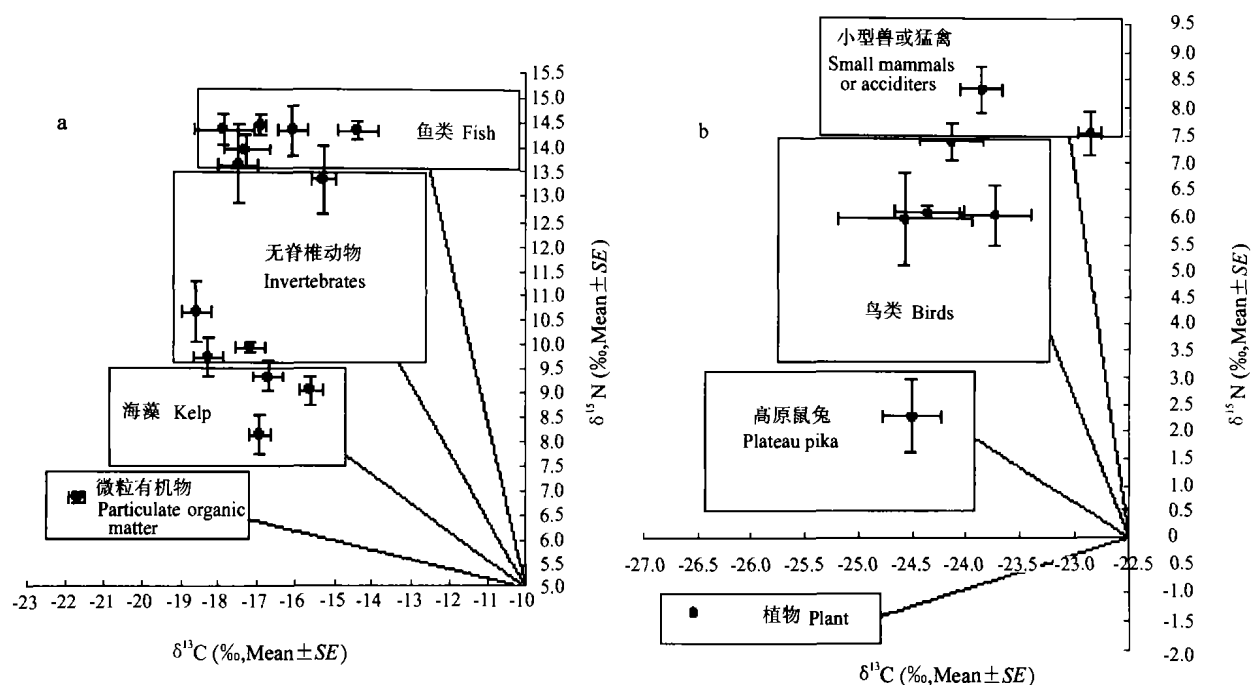 a
鱼类 Fish
无脊椎动物
Invertebrates
海藻 Kelp
微粒有机物
Particulate organic
matter
15.5
15.0
14.5
14.0
13.5
13.0
12.5
12.0
11.5
11.0
10.5
10.0
9.5
9.0
8.5
8.0
7.5
7.0
6.5
6.0
5.5
5.0
δ¹⁵ N (‰,Mean±SE)
-23 -22 -21 -20 -19 -18 -17 -16 -15 -14 -13 -12 -11 -10
δ¹³C (‰,Mean±SE)
b
小型兽或猛禽
Small mammals
or acciditers
鸟类 Birds
高原鼠兔
Plateau pika
植物 Plant
9.5
9.0
8.5
8.0
7.5
7.0
6.5
6.0
5.5
5.0
4.5
4.0
3.5
3.0
2.5
2.0
1.5
1.0
0.5
0
0.5
-1.0
-1.5
-2.0
δ¹⁵ N (‰,Mean±SE)
-27.0 -26.5 -26.0 -25.5 -25.0 -24.5 -24.0 -23.5 -23.0 -22.5
δ¹³C (‰,Mean±SE)